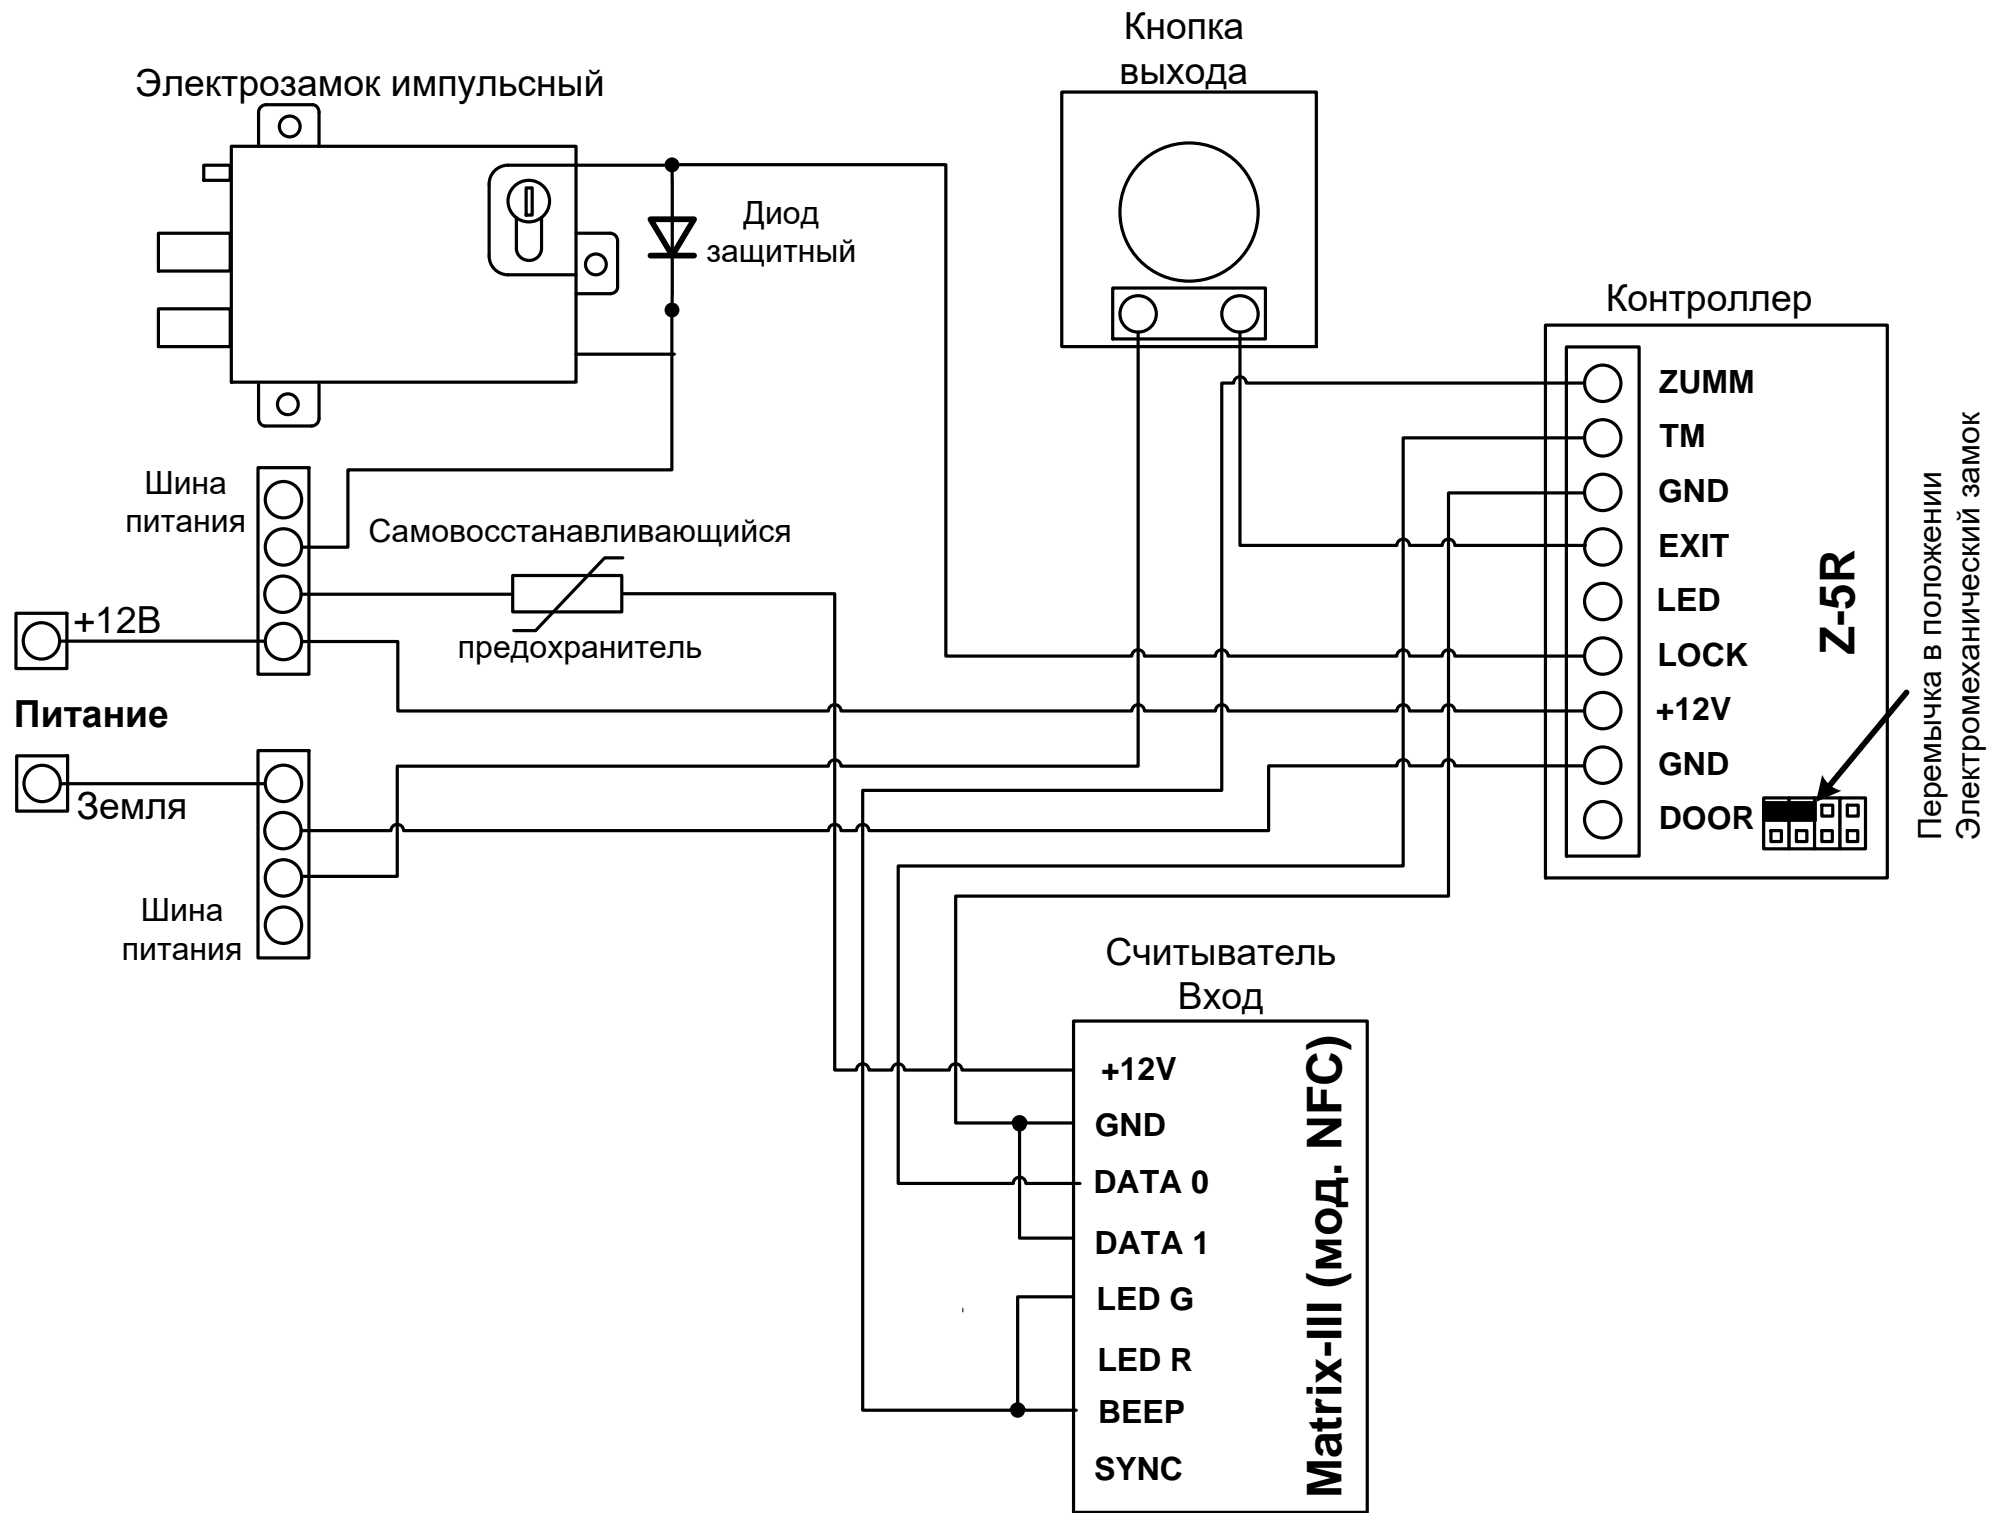 Кнопка
выхода
Электрозамок импульсный
Диод
защитный
Контроллер
ZUMM
TM
GND
EXIT
LED
LOCK
+12V
GND
DOOR
Z-5R
Перемычка в положении
Электромеханический замок
Шина
питания
Самовосстанавливающийся
предохранитель
+12В
Питание
Земля
Шина
питания
Считыватель
Вход
+12V
GND
DATA 0
DATA 1
LED G
LED R
BEEP
SYNC
Matrix-III (мод. NFC)